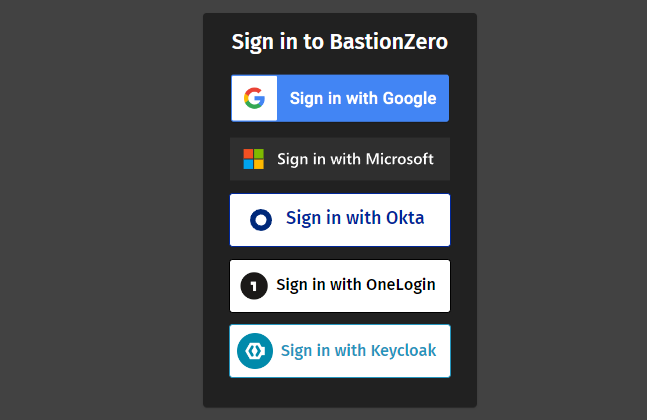 Sign in to BastionZero
Sign in with Google
Sign in with Microsoft
Sign in with Okta
1 Sign in with OneLogin
Sign in with Keycloak